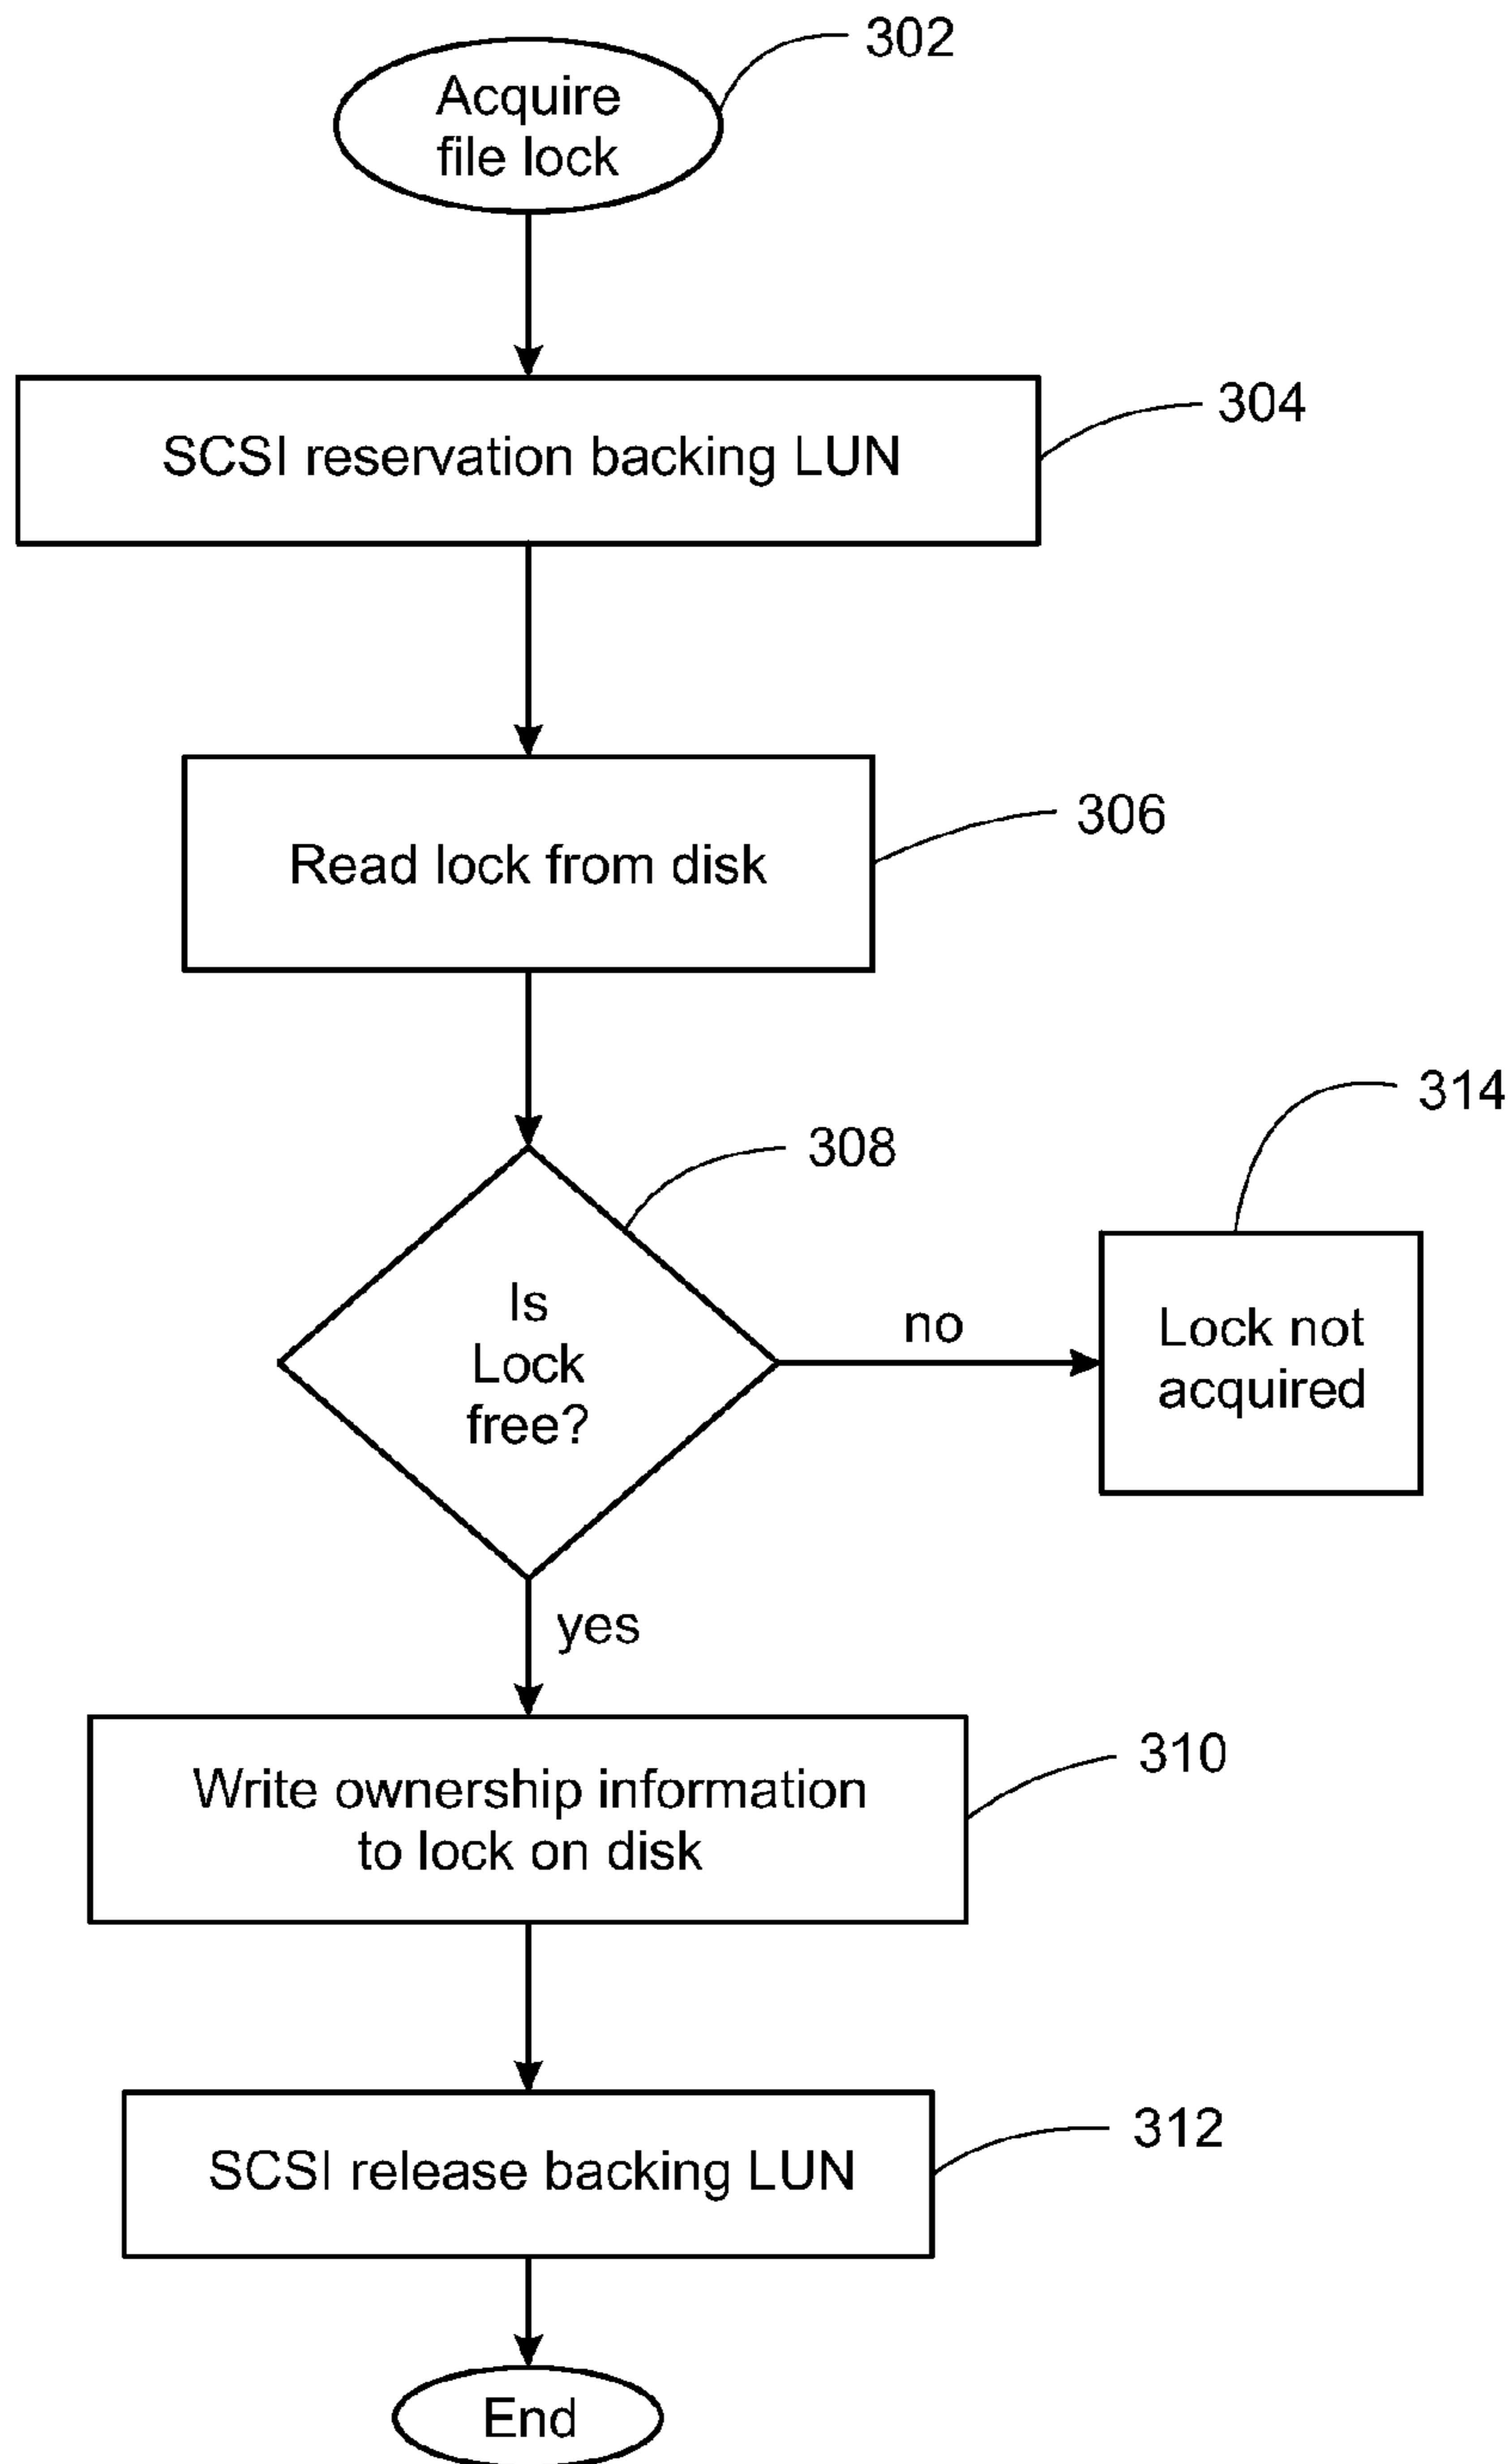 302
Acquire
file lock
304
SCSI reservation backing LUN
306
Read lock from disk
314
308
Is
Lock
free?
no
Lock not
acquired
yes
310
Write ownership information
to lock on disk
312
SCSI release backing LUN
End